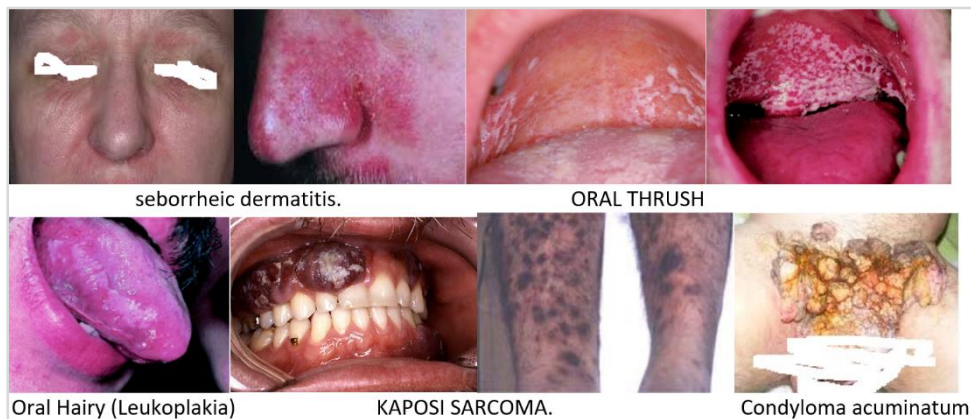 seborrheic dermatitis.
ORAL THRUSH
Oral Hairy (Leukoplakia)
KAPOSI SARCOMA.
Condyloma acuminatum